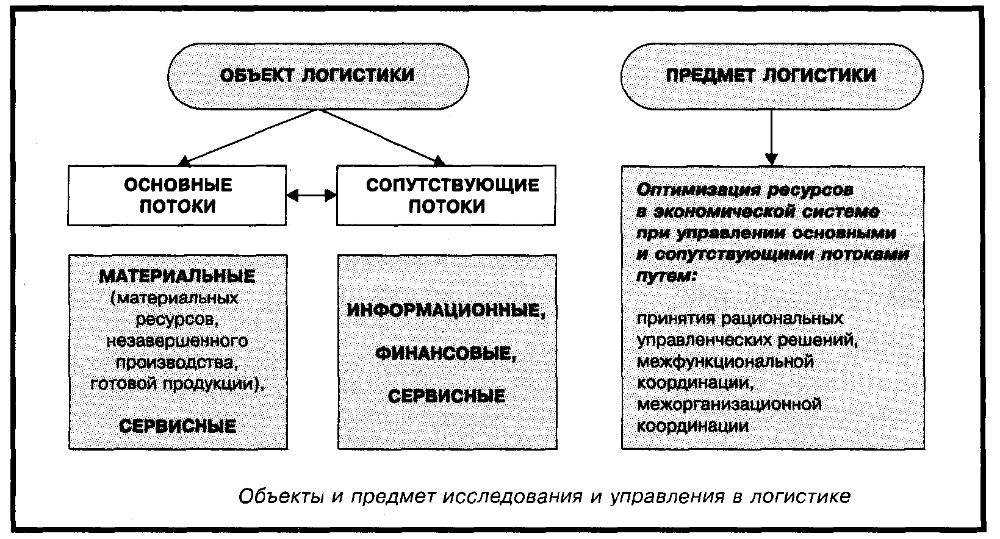 ОБЪЕКТ ЛОГИСТИКИ
ОСНОВНЫЕ
ПОТОКИ
СОПУТСТВУЮЩИЕ
ПОТОКИ
МАТЕРИАЛЬНЫЕ
(материальных
ресурсов,
незавершенного
производства,
готовой продукции),
СЕРВИСНЫЕ
ИНФОРМАЦИОННЫЕ,
ФИНАНСОВЫЕ,
СЕРВИСНЫЕ
ПРЕДМЕТ ЛОГИСТИКИ
Оптимизация ресурсов
в экономической системе
при управлении основными
и сопутствующими потоками
путем:
принятия рациональных
управленческих решений,
межфункциональной
координации,
межорганизационной
координации
Объекты и предмет исследования и управления в логистике